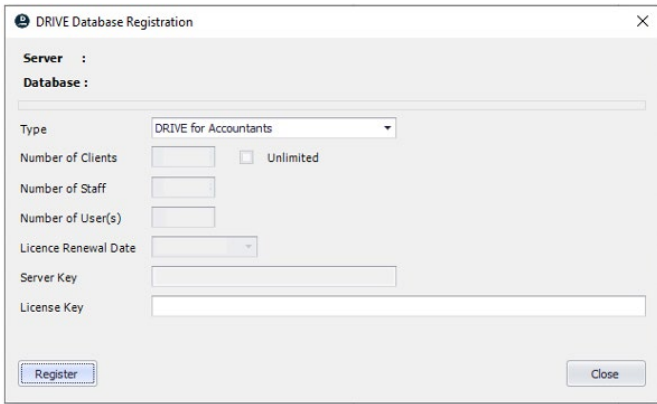 DRIVE Database Registration
Server :
Database :
Type DRIVE for Accountants
Number of Clients Unlimited
Number of Staff
Number of User(s)
Licence Renewal Date
Server Key
License Key
Register Close